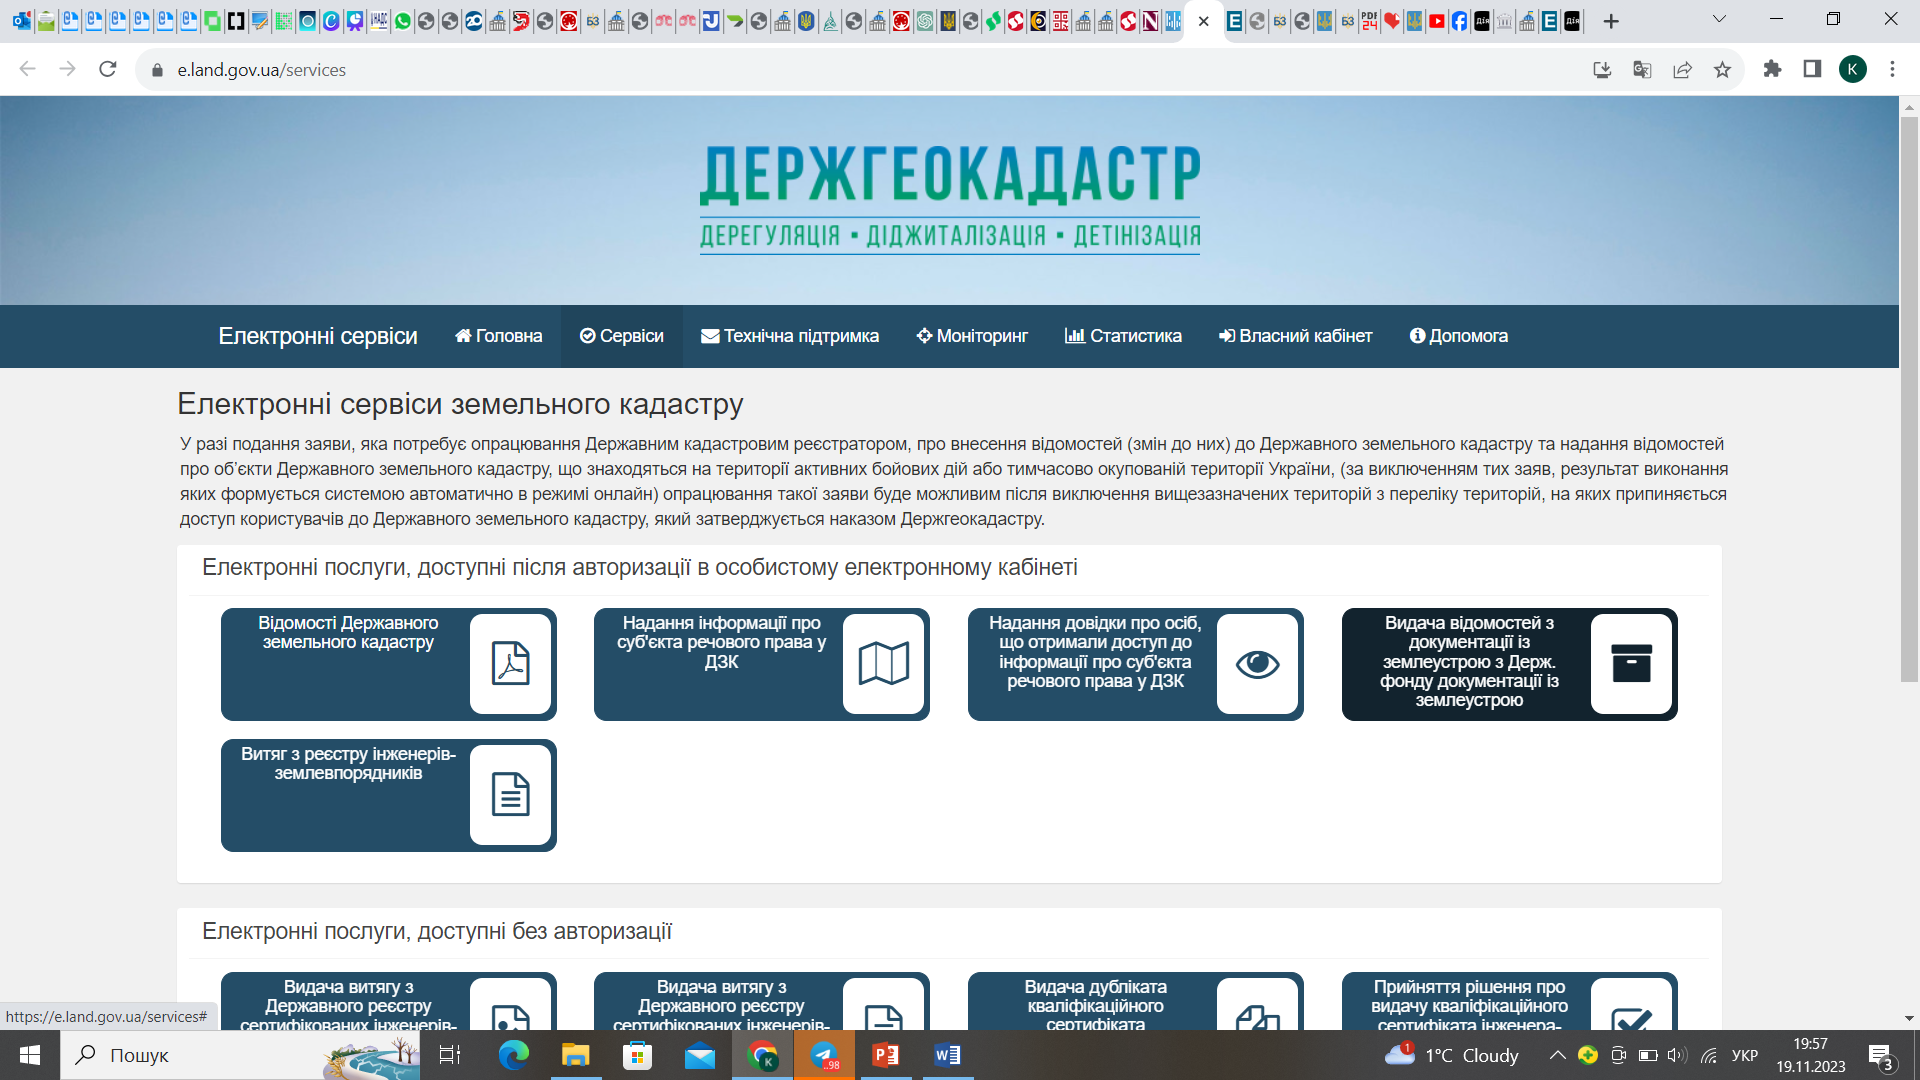 e.land.gov.ua/services
K
ДЕРЖГЕОКАДАСТР
ДЕРЕГУЛЯЦІЯ ▪ ДІДЖИТАЛІЗАЦІЯ ▪ ДЕТІНІЗАЦІЯ
Електронні сервіси Головна Сервіси Технічна підтримка Моніторинг Статистика Власний кабінет Допомога
Електронні сервіси земельного кадастру
У разі подання заяви, яка потребує опрацювання Державним кадастровим реєстратором, про внесення відомостей (змін до них) до Державного земельного кадастру та надання відомостей
про об’єкти Державного земельного кадастру, що знаходяться на території активних бойових дій або тимчасово окупованій території України, (за виключенням тих заяв, результат виконання
яких формується системою автоматично в режимі онлайн) опрацювання такої заяви буде можливим після виключення вищезазначених територій з переліку територій, на яких припиняється
доступ користувачів до Державного земельного кадастру, який затверджується наказом Держгеокадастру.
Електронні послуги, доступні після авторизації в особистому електронному кабінеті
Відомості Державного
земельного кадастру
Надання інформації про
суб'єкта речового права у
ДЗК
Надання довідки про осіб,
що отримали доступ до
інформації про суб'єкта
речового права у ДЗК
Видача відомостей з
документації із
землеустрою з Держ.
фонду документації із
землеустрою
Витяг з реєстру інженерів-
землевпорядників
Електронні послуги, доступні без авторизації
Видача витягу з
Державного реєстру
сертифікованих інженерів-
Видача витягу з
Державного реєстру
сертифікованих інженерів-
Видача дубліката
кваліфікаційного
сертифіката
Прийняття рішення про
видачу кваліфікаційного
сертифіката інженера-
https://e.land.gov.ua/services#
Пошук
1°C Cloudy
УКР
19:57
19.11.2023
3